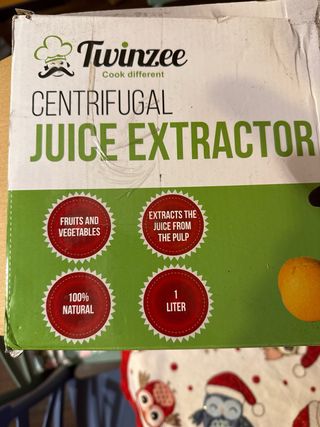 Twinzee
Cook different
CENTRIFUGAL
JUICE EXTRACTOR
FRUITS AND
VEGETABLES
EXTRACTS THE
JUICE FROM
THE PULP
100%
NATURAL
1
LITER